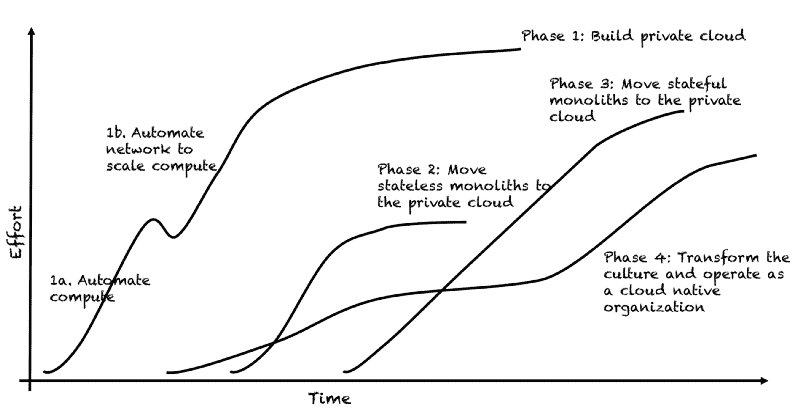 Phase 1: Build private cloud
Phase 3: Move stateful
monoliths to the private
cloud
1b. Automate
network to
scale compute
Phase 2: Move
stateless monoliths to
the private cloud
Effort
Phase 4: Transform the
culture and operate as
a cloud native
organization
1a. Automate
compute
Time